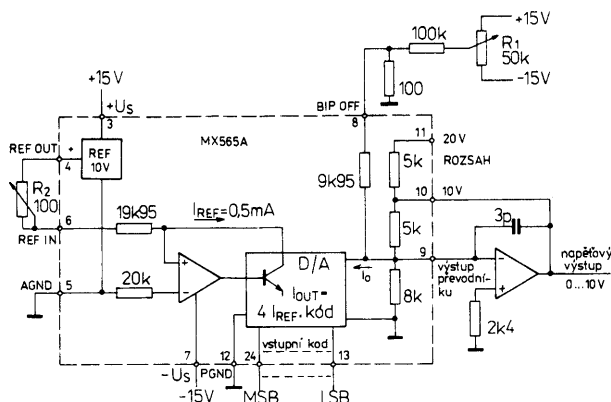 +15V
100k
R1
50k
-15V
100
+15V
+Us
3
BIP OFF
8
MX565A
11
20V
ROZSAH
REF OUT
+
4
REF
10V
5k
9k95
10
10V
R2
100
6
REF IN
19k95
IREF=0,5mA
5k
3p
9
D/A
Io
výstup
převodní-
ku
napěťový
výstup
0...10V
AGND
5
20k
+
-
IOUT=
4 IREF. kód
8k
-
+
2k4
vstupní kod
7
-Us
-15V
12
PGND
24
13
MSB
LSB